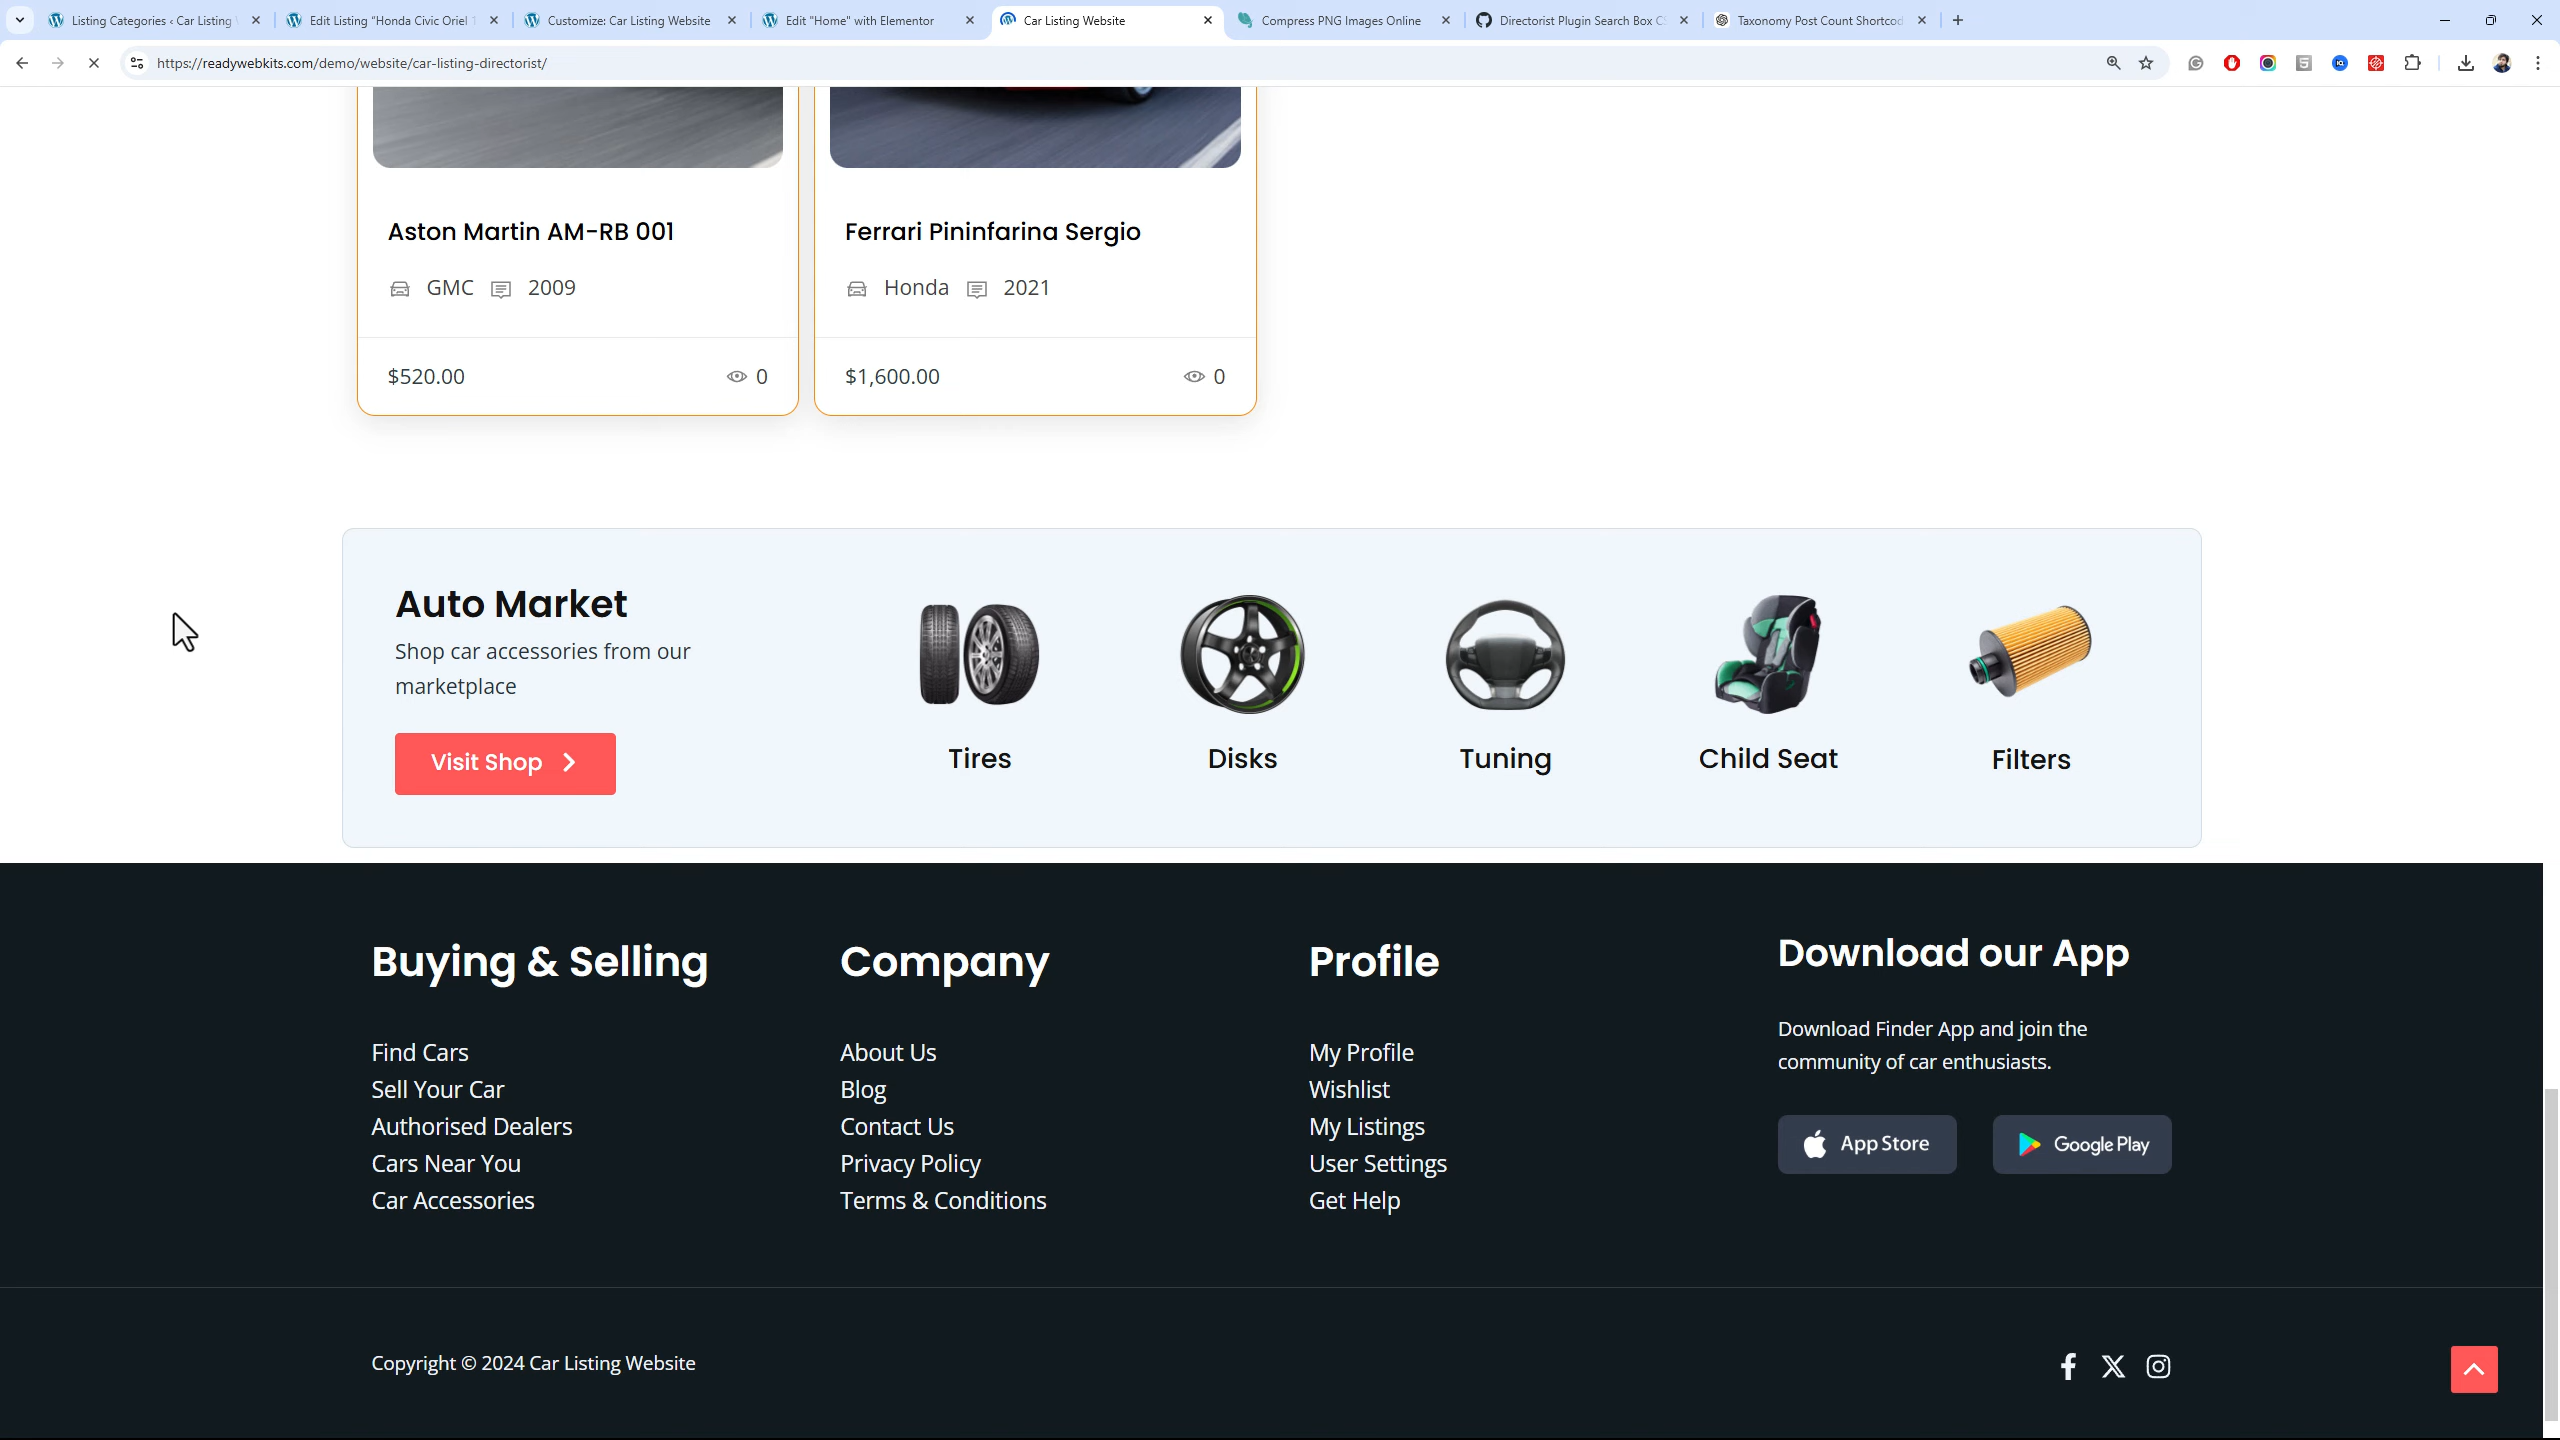 Listing Categories ‹ Car Listing
Edit Listing "Honda Civic Oriel
Customize: Car Listing Website
Edit "Home" with Elementor
Car Listing Website
Compress PNG Images Online
Directorist Plugin Search Box
Taxonomy Post Count Shortcod
https://readywebkits.com/demo/website/car-listing-directorist/
Aston Martin AM-RB 001
Ferrari Pininfarina Sergio
GMC 2009
Honda 2021
$520.00 0
$1,600.00 0
Auto Market
Shop car accessories from our
marketplace
Visit Shop
Tires
Disks
Tuning
Child Seat
Filters
Buying & Selling
Find Cars
Sell Your Car
Authorised Dealers
Cars Near You
Car Accessories
Company
About Us
Blog
Contact Us
Privacy Policy
Terms & Conditions
Profile
My Profile
Wishlist
My Listings
User Settings
Get Help
Download our App
Download Finder App and join the
community of car enthusiasts.
App Store
Google Play
Copyright © 2024 Car Listing Website